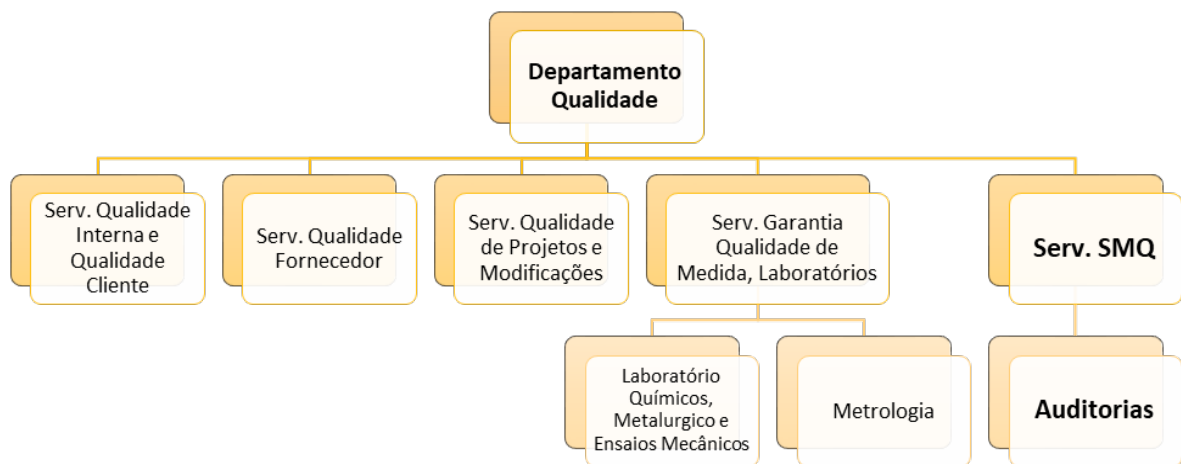 Departamento
Qualidade
Serv. Qualidade
Interna e
Qualidade
Cliente
Serv. Qualidade
Fornecedor
Serv. Qualidade
de Projetos e
Modificações
Serv. Garantia
Qualidade de
Medida, Laboratórios
Serv. SMQ
Laboratório
Químicos,
Metalurgico e
Ensaios Mecânicos
Metrologia
Auditorias